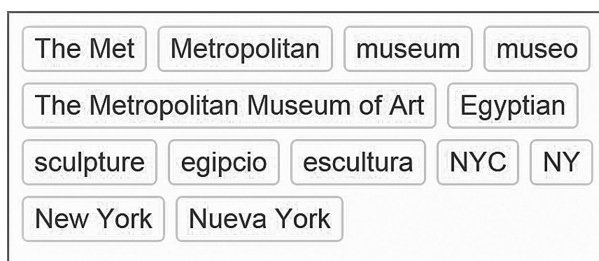 The Met Metropolitan museum museo
The Metropolitan Museum of Art Egyptian
sculpture egipcio escultura NYC NY
New York Nueva York